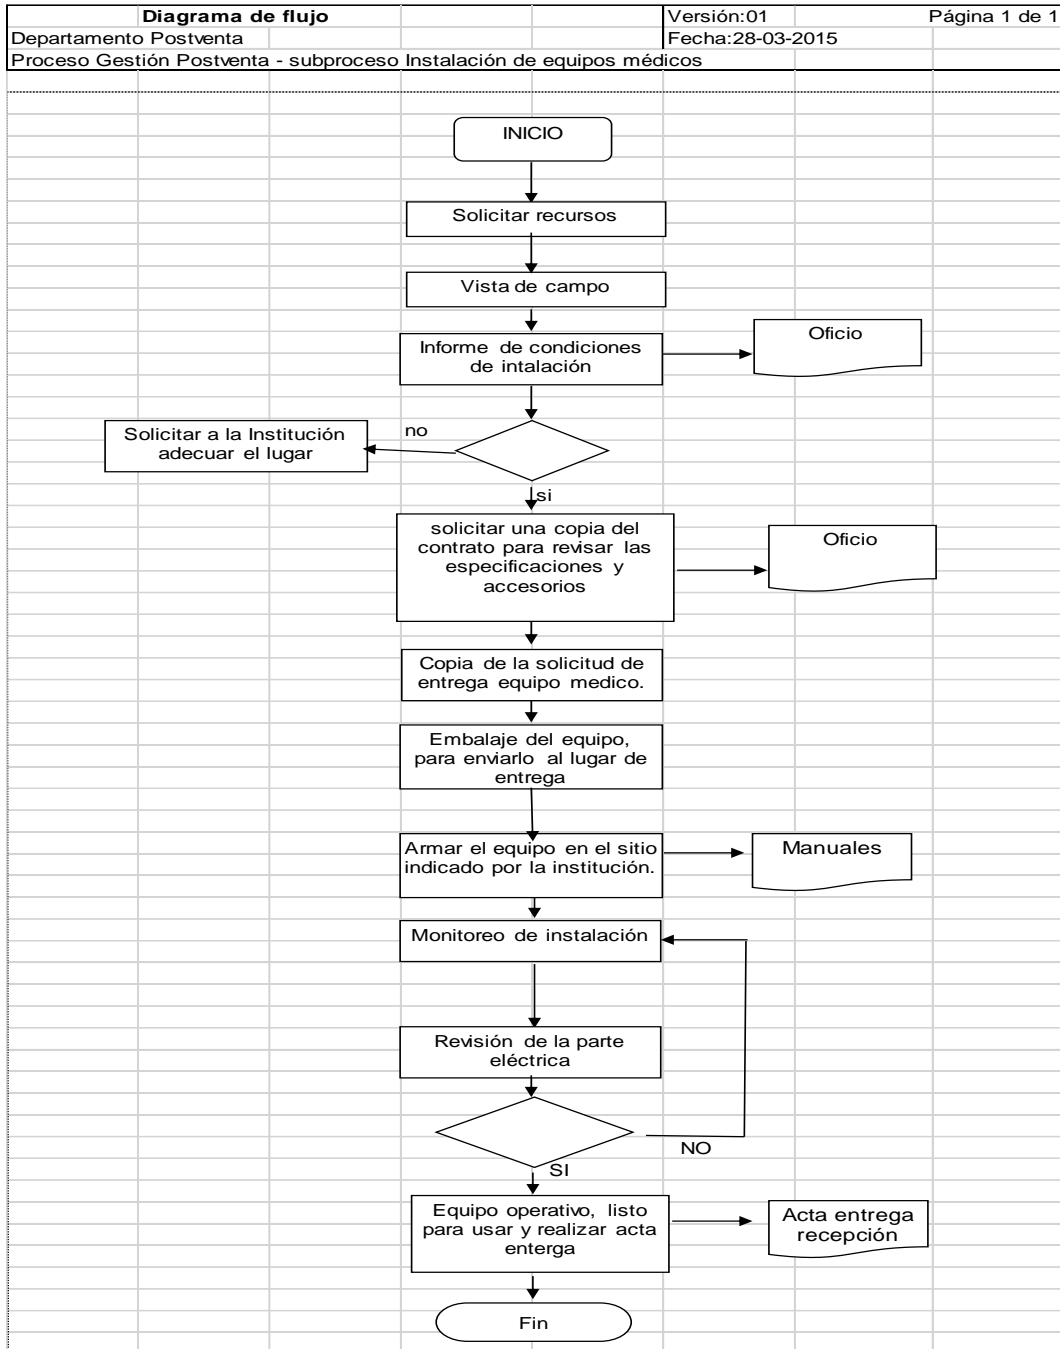 Diagrama de flujo
Versión:01
Página 1 de 1
Departamento Postventa
Fecha:28-03-2015
Proceso Gestión Postventa - subproceso Instalación de equipos médicos
INICIO
Solicitar recursos
Vista de campo
Informe de condiciones
de intalación
Oficio
Solicitar a la Institución
adecuar el lugar
no
si
solicitar una copia del
contrato para revisar las
especificaciones y
accesorios
Oficio
Copia de la solicitud de
entrega equipo medico.
Embalaje del equipo,
para enviarlo al lugar de
entrega
Armar el equipo en el sitio
indicado por la institución.
Manuales
Monitoreo de instalación
Revisión de la parte
eléctrica
NO
SI
Equipo operativo, listo
para usar y realizar acta
enterga
Acta entrega
recepción
Fin